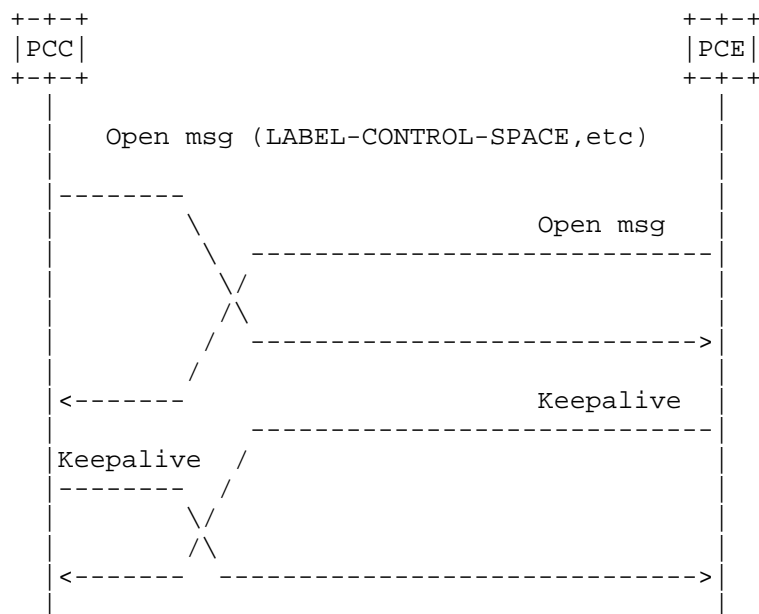 PCC PCE
Open msg (LABEL-CONTROL-SPACE,etc)
Open msg
Keepalive
Keepalive